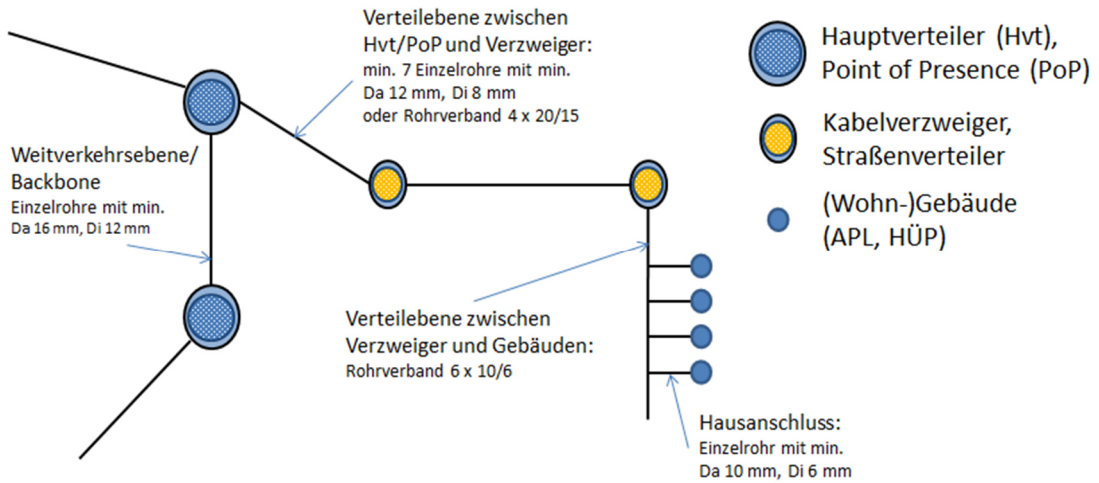 Verteilebene zwischen
Hvt/PoP und Verzweiger:
min. 7 Einzelrohre mit min.
Da 12 mm, Di 8 mm
oder Rohrverband 4 x 20/15
Hauptverteiler (Hvt),
Point of Presence (PoP)
Kabelverzweiger,
Straßenverteiler
(Wohn-)Gebäude
(APL, HÜP)
Weitverkehrsebene/
Backbone
Einzelrohre mit min.
Da 16 mm, Di 12 mm
Verteilebene zwischen
Verzweiger und Gebäuden:
Rohrverband 6 x 10/6
Hausanschluss:
Einzelrohr mit min.
Da 10 mm, Di 6 mm